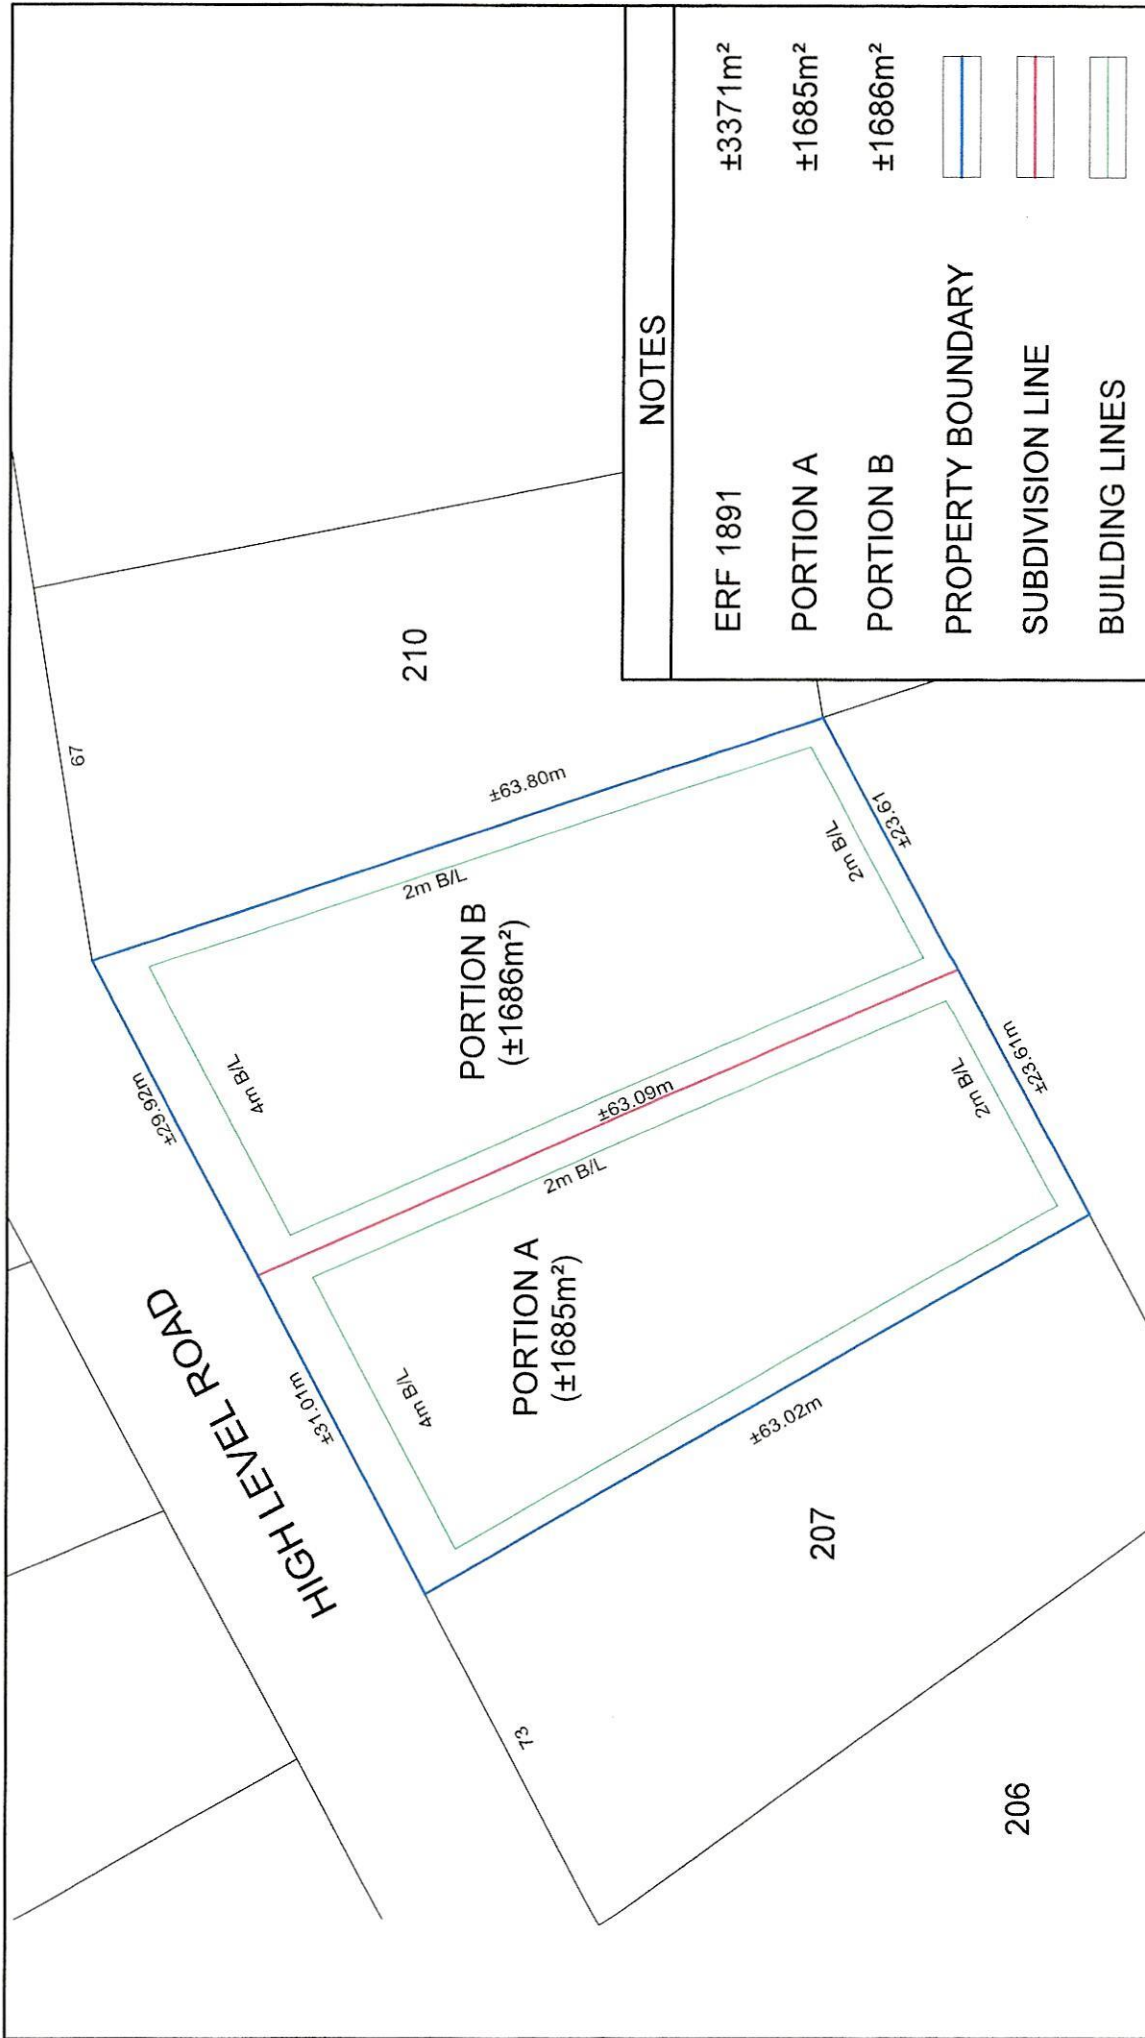 67
210
±63.80m
±29.92m
4m B/L
2m B/L
PORTION B
(±1686m²)
2m B/L
±23.61
±63.09m
2m B/L
HIGH LEVEL ROAD
±31.01m
4m B/L
PORTION A
(±1685m²)
2m B/L
±23.61m
±63.02m
73
207
206
NOTES
ERF 1891 ±3371m²
PORTION A ±1685m²
PORTION B ±1686m²
PROPERTY BOUNDARY
SUBDIVISION LINE
BUILDING LINES